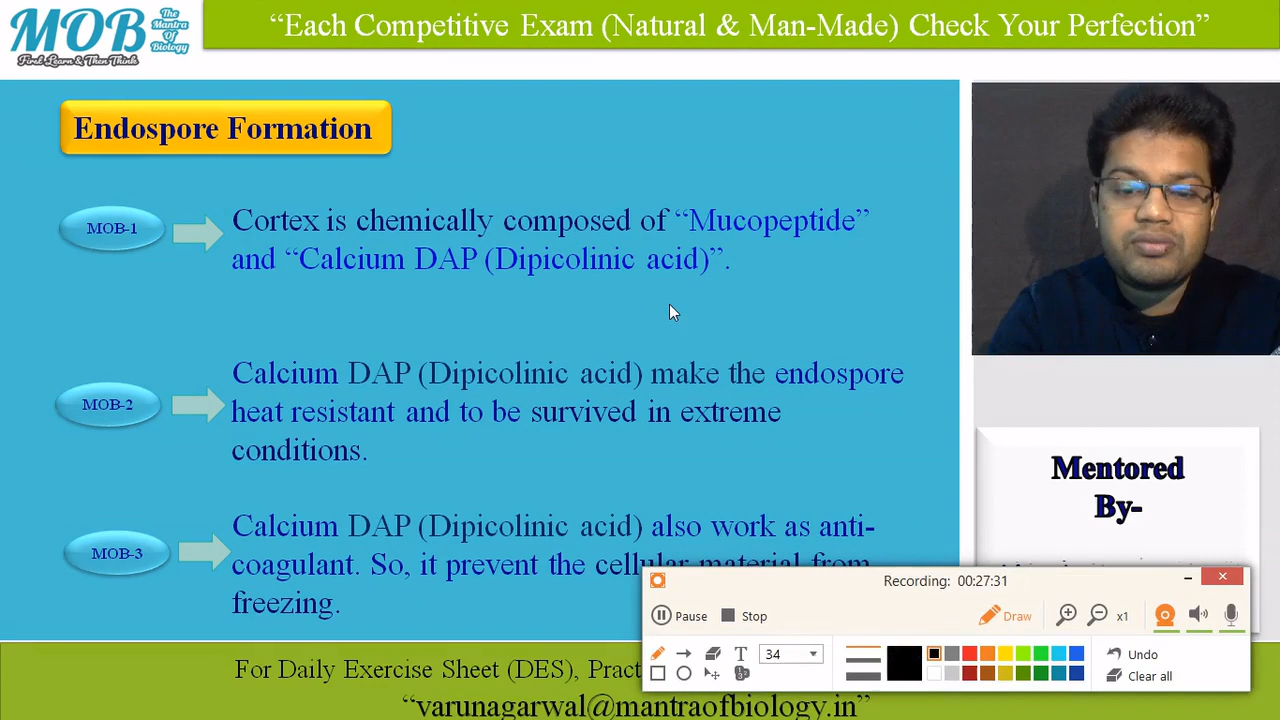 MOB The Mantra Of Biology
First Learn & Then Think
“Each Competitive Exam (Natural & Man-Made) Check Your Perfection”
Endospore Formation
MOB-1
Cortex is chemically composed of “Mucopeptide”
and “Calcium DAP (Dipicolinic acid)”.
MOB-2
Calcium DAP (Dipicolinic acid) make the endospore
heat resistant and to be survived in extreme
conditions.
MOB-3
Calcium DAP (Dipicolinic acid) also work as anti-
coagulant. So, it prevent the cellular material from
freezing.
Mentored
By-
Recording: 00:27:31
Pause Stop Draw x1
T 34 Undo
Clear all
For Daily Exercise Sheet (DES),
“varunagarwal@mantraofbiology.in”